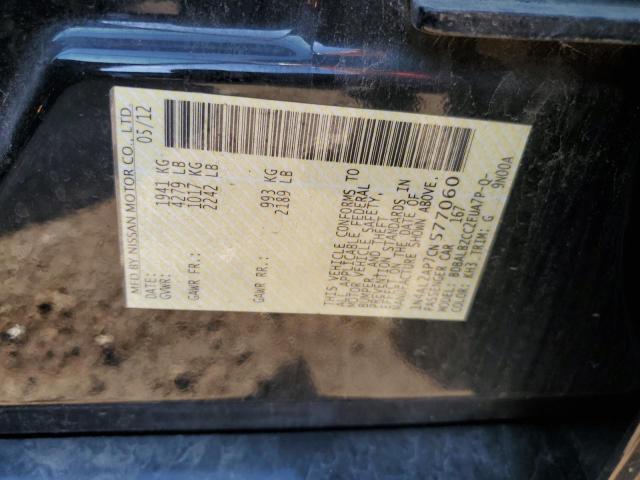 MFD BY NISSAN MOTOR CO., LTD.
DATE: 05/12
GVWR: 1941 KG
4279 LB
GAWR FR: 1017 KG
2242 LB
GAWR RR: 993 KG
2189 LB
THIS VEHICLE CONFORMS TO
ALL APPLICABLE FEDERAL
MOTOR VEHICLE SAFETY,
BUMPER, AND THEFT
PREVENTION STANDARDS IN
EFFECT ON THE DATE OF
MANUFACTURE SHOWN ABOVE.
1N4AL2AP7CN577060
PASSENGER CAR 167
MODEL: BDBALBZCC2EUA7P-Q-
COLOR: KH3 TRIM: G 9N00A